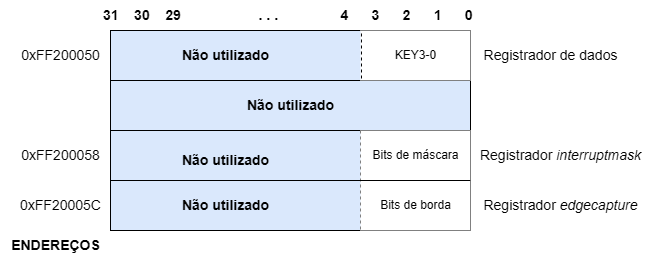 31 30 29 . . . 4 3 2 1 0
0xFF200050 Não utilizado KEY3-0 Registrador de dados
Não utilizado
0xFF200058 Não utilizado Bits de máscara Registrador interruptmask
0xFF20005C Não utilizado Bits de borda Registrador edgecapture
ENDEREÇOS